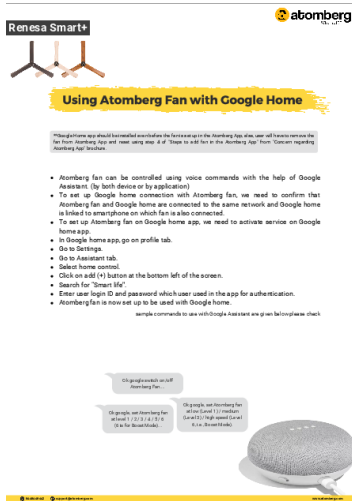 atomberg
Renesa Smart+
Using Atomberg Fan with Google Home
**Google Home app should be installed even before the fan is set up in the Atomberg App. also, user will have to remove the
fan from Atomberg App and reset using step 4 of "Steps to add fan in the Atomberg App" from "Concern regarding
Atomberg App" brochure.
• Atomberg fan can be controlled using voice commands with the help of Google
Assistant. (by both device or by application)
• To set up Google home connection with Atomberg fan, we need to confirm that
Atomberg fan and Google home are connected to the same network and Google home
is linked to smartphone on which fan is also connected.
• To set up Atomberg fan on Google home app, we need to activate service on Google
home app.
• In Google home app, go on profile tab.
• Go to Settings.
• Go to Assistant tab.
• Select home control.
• Click on add (+) button at the bottom left of the screen.
• Search for "Smart life".
• Enter user login ID and password which user used in the app for authentication.
• Atomberg fan is now set up to be used with Google home.
sample commands to use with Google Assistant are given below please check
Ok google switch on /off
Atomberg Fan...
Ok google, set Atomberg fan
at level 1 / 2 / 3 / 4 / 5 / 6
(6 is for Boost Mode)...
Ok google, set Atomberg fan
at low (Level 1) / medium
(Level 3) / high speed (Level
6, i.e. Boost Mode).